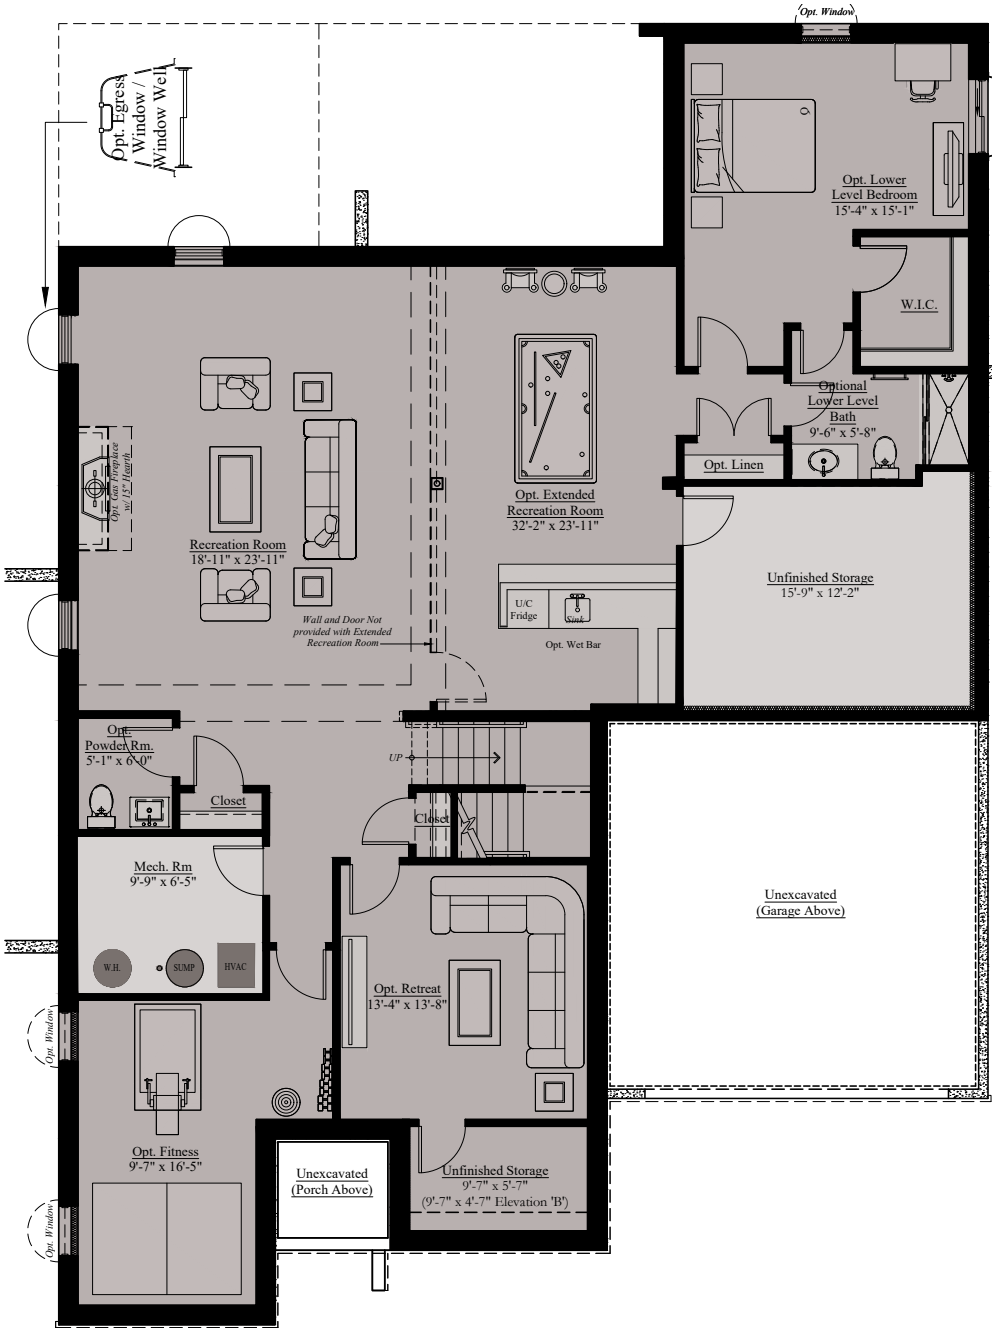 Opt. Window
Opt. Egress
Window /
Window Well
Opt. Lower
Level Bedroom
15'-4" x 15'-1"
W.I.C.
Optional
Lower Level
Bath
9'-6" x 5'-8"
Opt. Linen
Opt. Gas Fireplace
w/ 15" Hearth
Opt. Extended
Recreation Room
32'-2" x 23'-11"
Recreation Room
18'-11" x 23'-11"
Unfinished Storage
15'-9" x 12'-2"
U/C
Fridge
Sink
Wall and Door Not
provided with Extended
Recreation Room
Opt. Wet Bar
Opt.
Powder Rm.
5'-1" x 6'-0"
UP
Closet
Closet
Mech. Rm
9'-9" x 6'-5"
Unexcavated
(Garage Above)
W.H.
SUMP
HVAC
Opt. Retreat
13'-4" x 13'-8"
Opt. Window
Opt. Fitness
9'-7" x 16'-5"
Unexcavated
(Porch Above)
Unfinished Storage
9'-7" x 5'-7"
(9'-7" x 4'-7" Elevation 'B')
Opt. Window